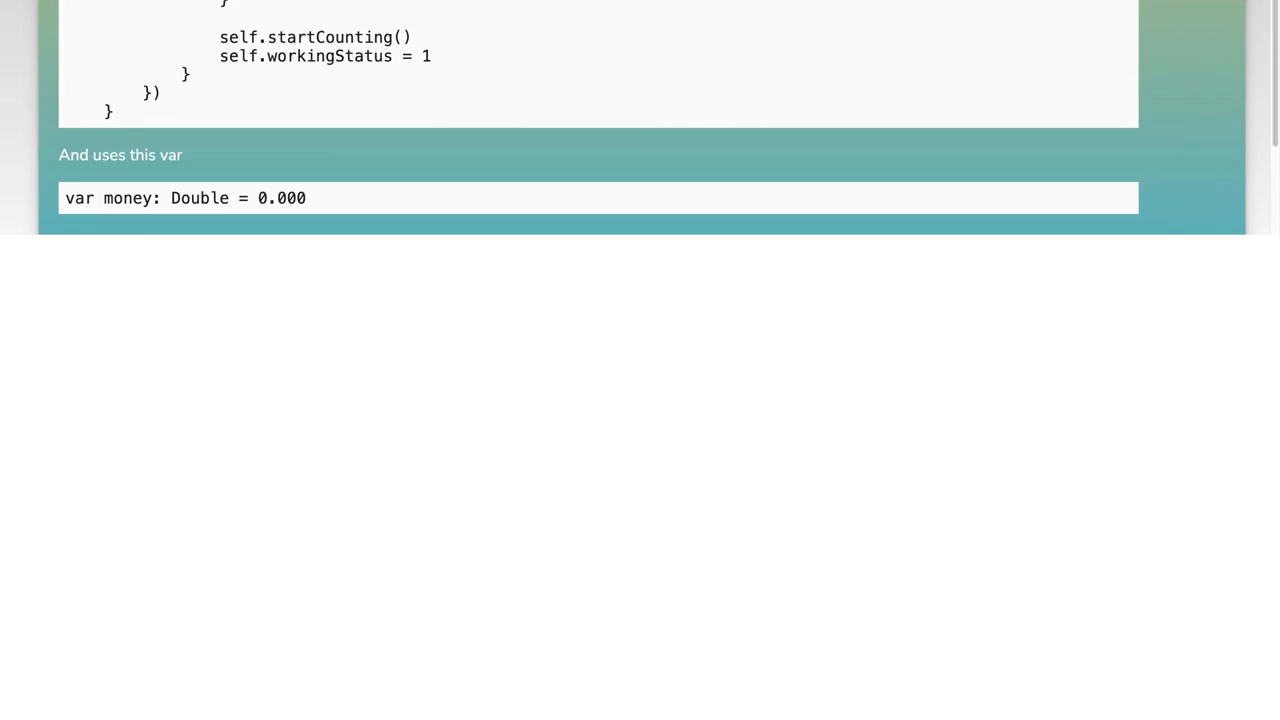 }
self.startCounting()
self.workingStatus = 1
}
})
}
And uses this var
var money: Double = 0.000